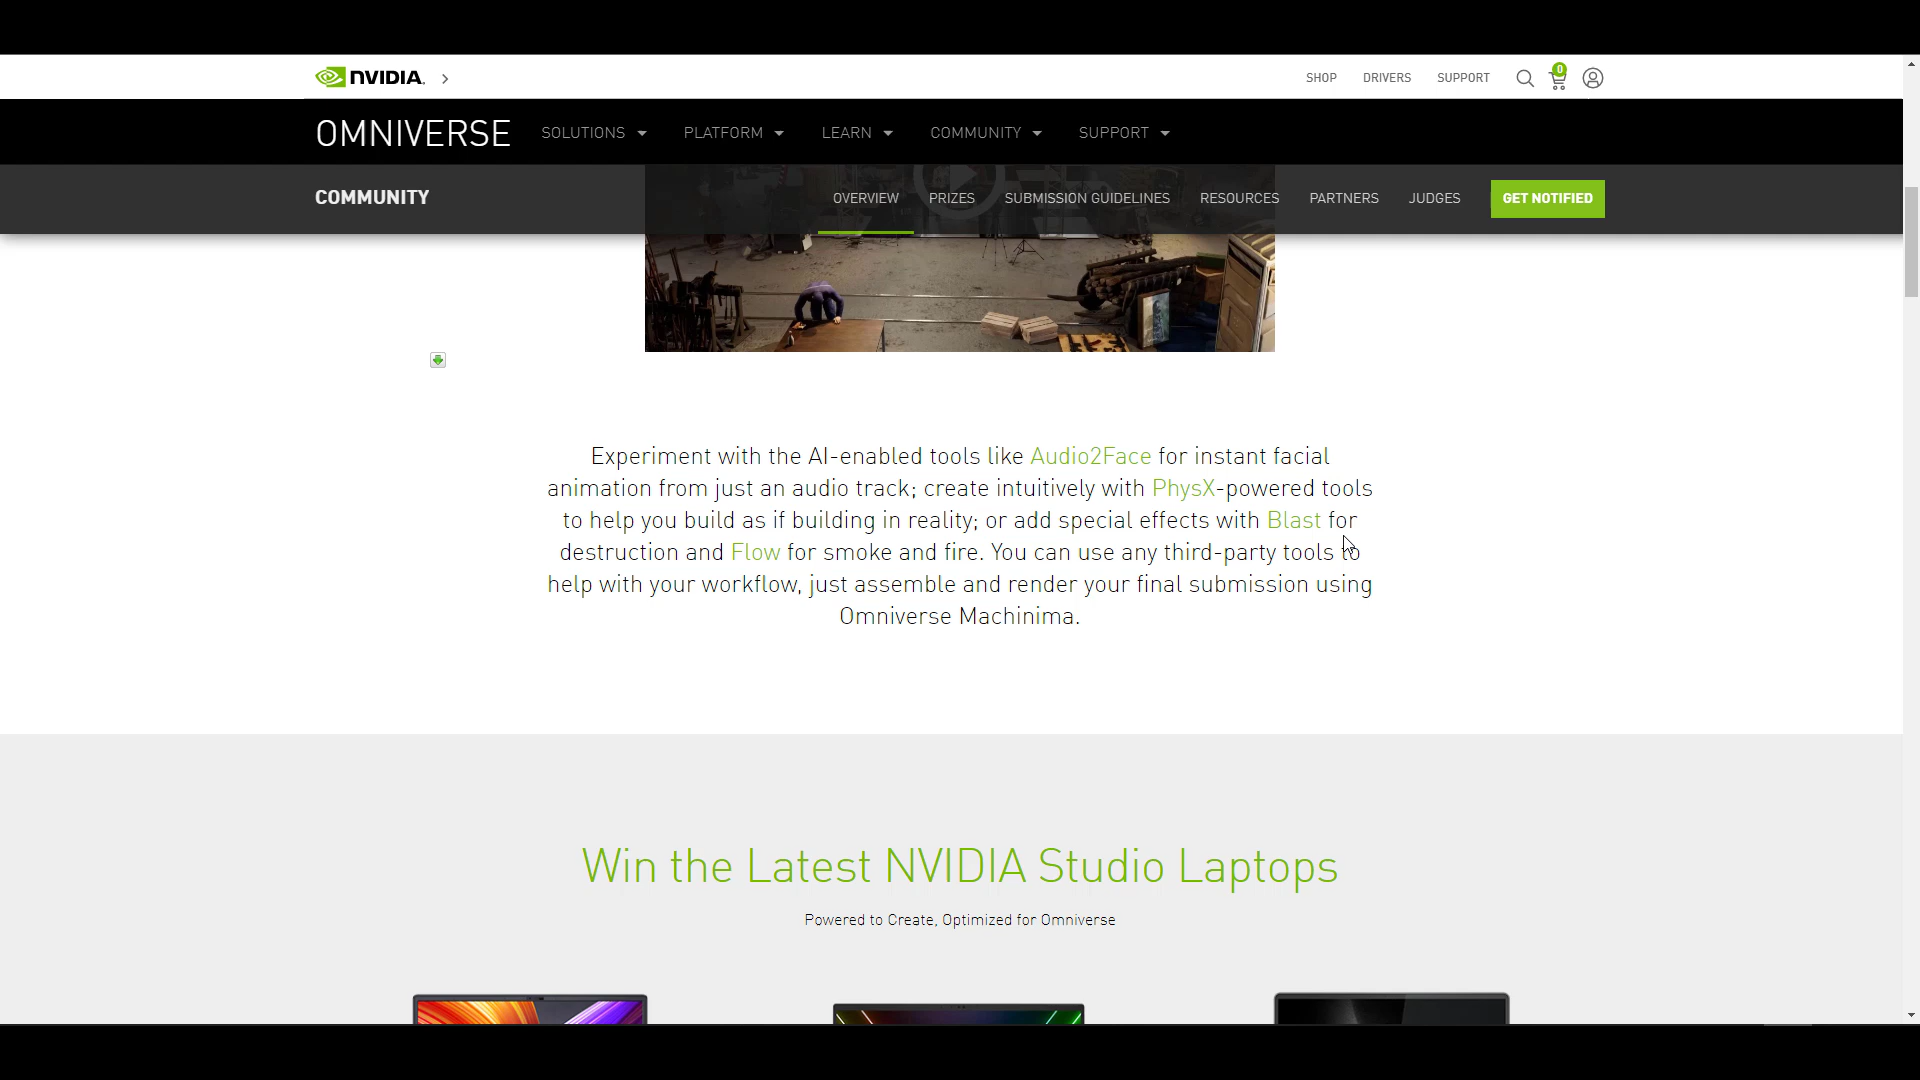 NVIDIA.
SHOP DRIVERS SUPPORT 0
OMNIVERSE SOLUTIONS PLATFORM LEARN COMMUNITY SUPPORT
COMMUNITY OVERVIEW PRIZES SUBMISSION GUIDELINES RESOURCES PARTNERS JUDGES GET NOTIFIED
Experiment with the AI-enabled tools like Audio2Face for instant facial
animation from just an audio track; create intuitively with PhysX-powered tools
to help you build as if building in reality; or add special effects with Blast for
destruction and Flow for smoke and fire. You can use any third-party tools to
help with your workflow, just assemble and render your final submission using
Omniverse Machinima.
Win the Latest NVIDIA Studio Laptops
Powered to Create, Optimized for Omniverse